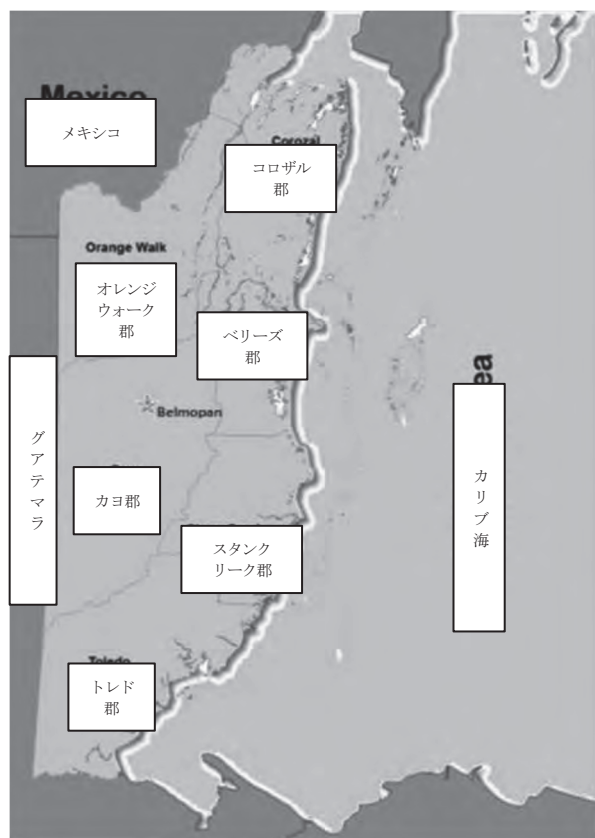 Mexico
メキシコ
Corozal
コロザル
郡
Orange Walk
オレンジ
ウォーク
郡
ベリーズ
郡
Belmopan
グアテマラ
カヨ郡
スタンク
リーク郡
カリブ海
ea
Toledo
トレド
郡